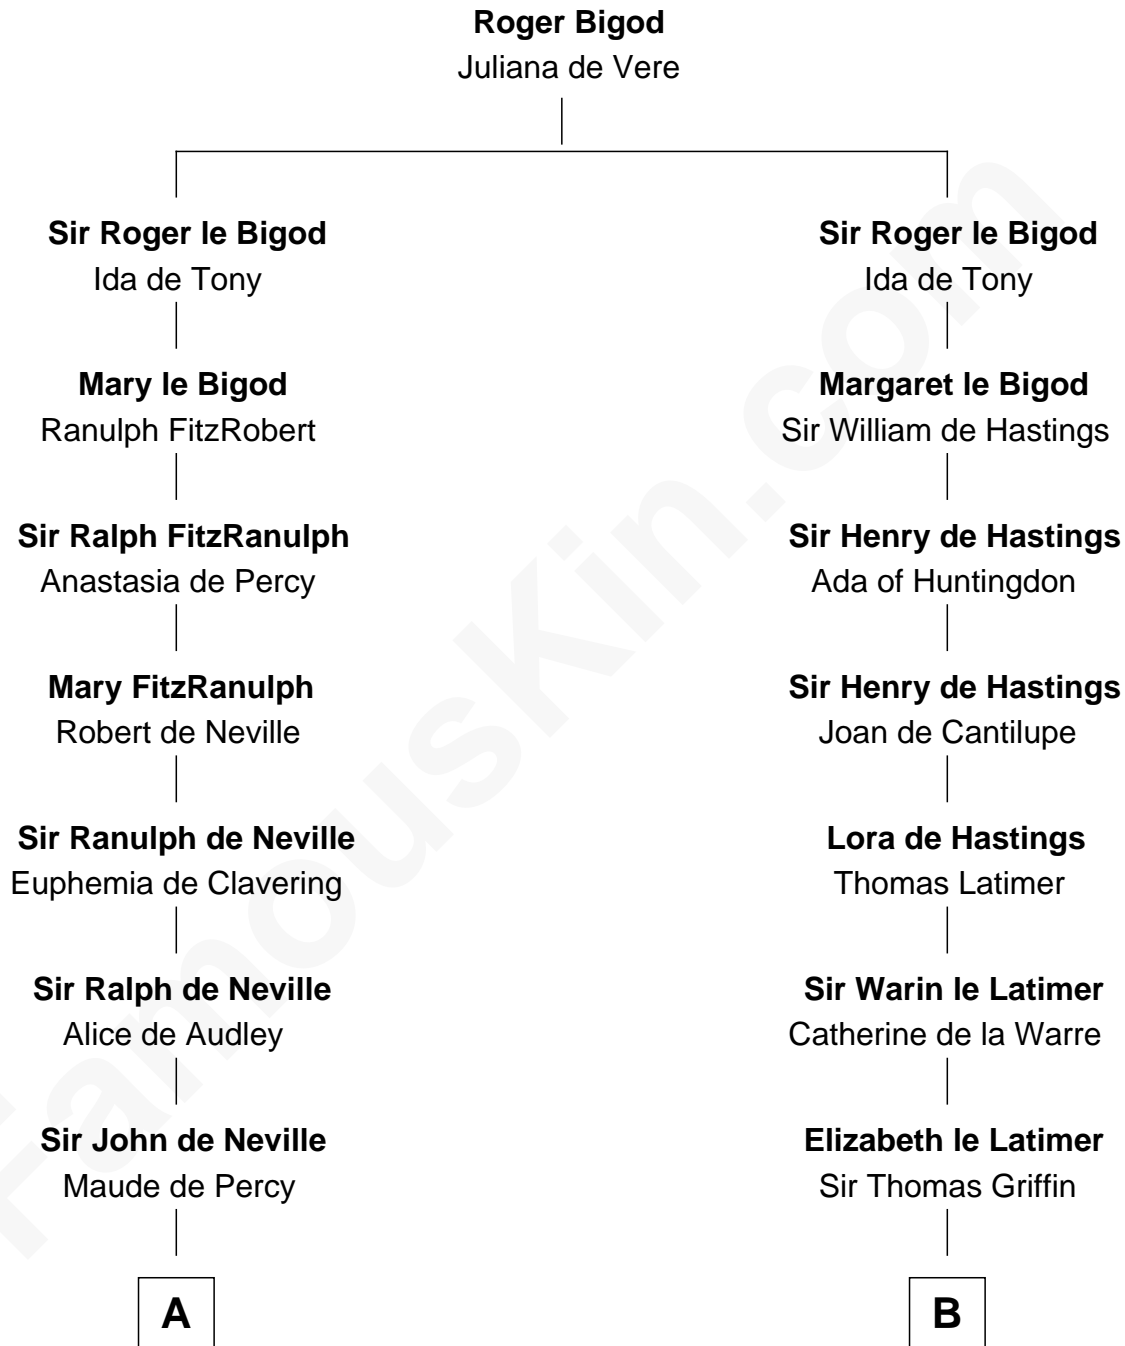 Roger Bigod
Juliana de Vere
Sir Roger le Bigod
Ida de Tony
Mary le Bigod
Ranulph FitzRobert
Sir Ralph FitzRanulph
Anastasia de Percy
Mary FitzRanulph
Robert de Neville
Sir Ranulph de Neville
Euphemia de Clavering
Sir Ralph de Neville
Alice de Audley
Sir John de Neville
Maude de Percy
A
Sir Roger le Bigod
Ida de Tony
Margaret le Bigod
Sir William de Hastings
Sir Henry de Hastings
Ada of Huntingdon
Sir Henry de Hastings
Joan de Cantilupe
Lora de Hastings
Thomas Latimer
Sir Warin le Latimer
Catherine de la Warre
Elizabeth le Latimer
Sir Thomas Griffin
B
FamousKin.com